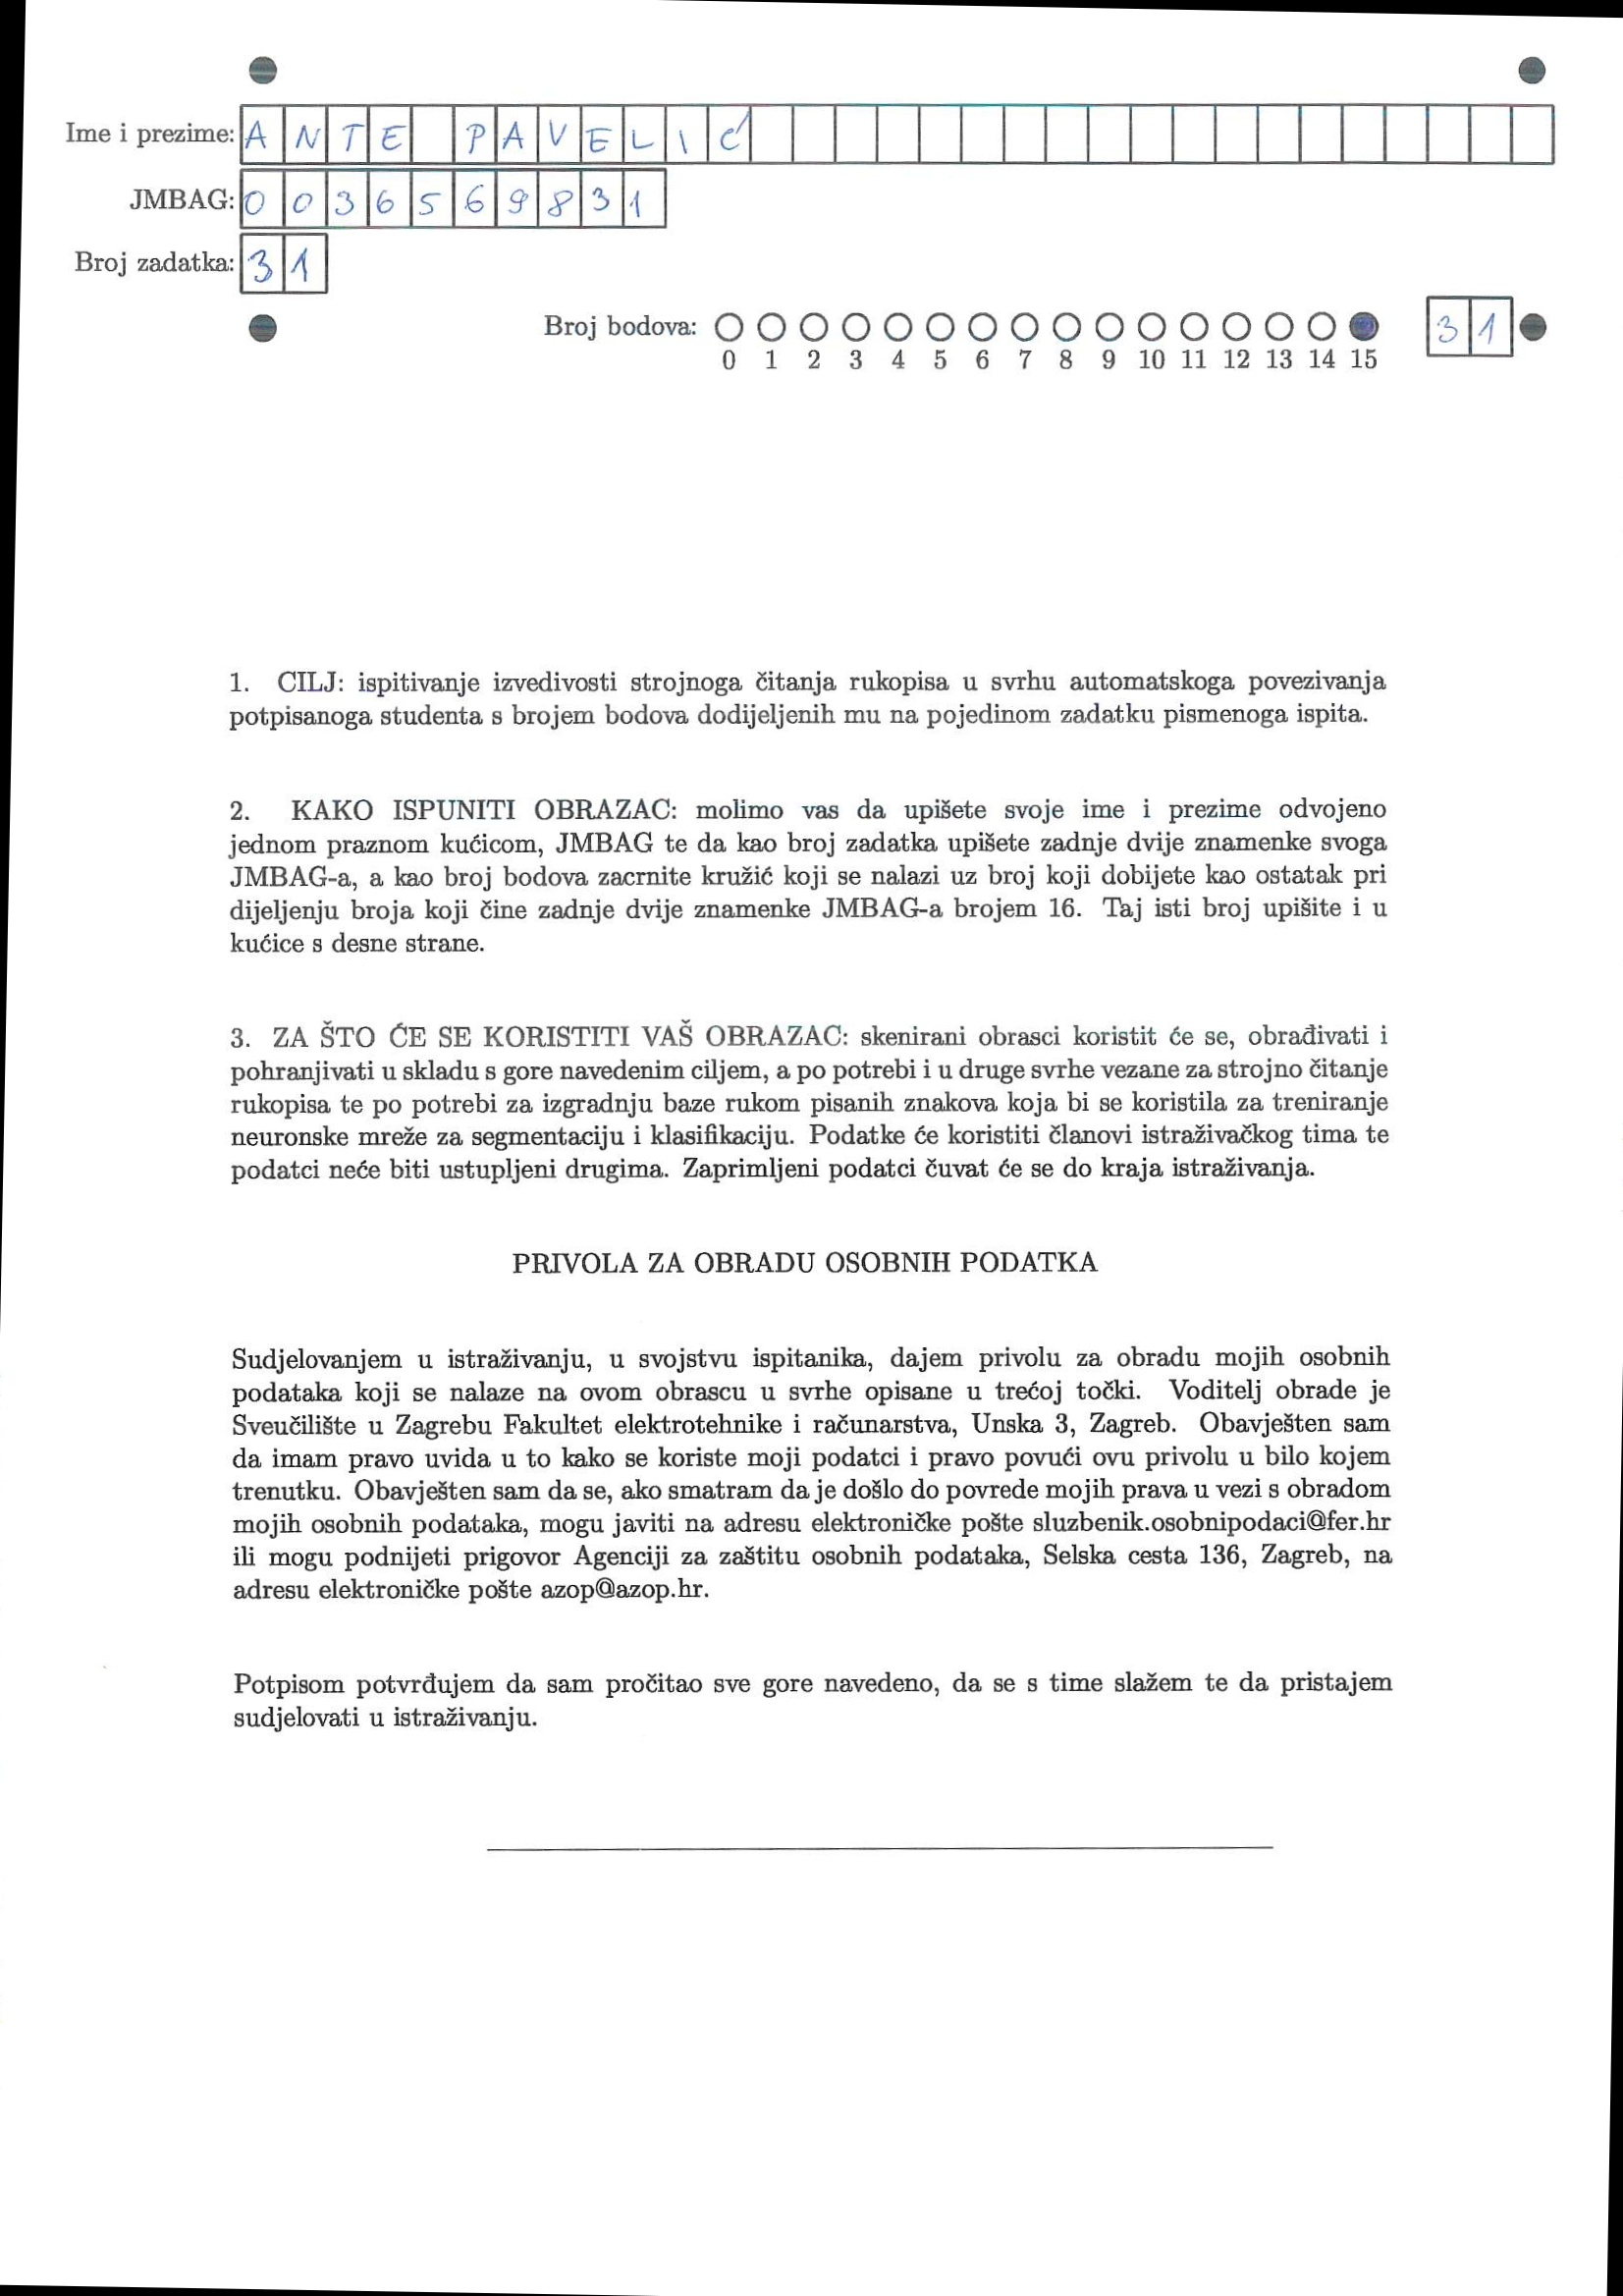 Ime i prezime: ANTE PAVELIĆ
JMBAG: 0036569831
Broj zadatka: 31
Broj bodova: 31
0 1 2 3 4 5 6 7 8 9 10 11 12 13 14 15
1. CILJ: ispitivanje izvedivosti strojnoga čitanja rukopisa u svrhu automatskoga povezivanja
potpisanoga studenta s brojem bodova dodijeljenih mu na pojedinom zadatku pismenoga ispita.
2. KAKO ISPUNITI OBRAZAC: molimo vas da upišete svoje ime i prezime odvojeno
jednom praznom kućicom, JMBAG te da kao broj zadatka upišete zadnje dvije znamenke svoga
JMBAG-a, a kao broj bodova zacrnite kružić koji se nalazi uz broj koji dobijete kao ostatak pri
dijeljenju broja koji čine zadnje dvije znamenke JMBAG-a brojem 16. Taj isti broj upišite i u
kućice s desne strane.
3. ZA ŠTO ĆE SE KORISTITI VAŠ OBRAZAC: skenirani obrasci koristit će se, obrađivati i
pohranjivati u skladu s gore navedenim ciljem, a po potrebi i u druge svrhe vezane za strojno čitanje
rukopisa te po potrebi za izgradnju baze rukom pisanih znakova koja bi se koristila za treniranje
neuronske mreže za segmentaciju i klasifikaciju. Podatke će koristiti članovi istraživačkog tima te
podatci neće biti ustupljeni drugima. Zaprimljeni podatci čuvat će se do kraja istraživanja.
PRIVOLA ZA OBRADU OSOBNIH PODATKA
Sudjelovanjem u istraživanju, u svojstvu ispitanika, dajem privolu za obradu mojih osobnih
podataka koji se nalaze na ovom obrascu u svrhe opisane u trećoj točki. Voditelj obrade je
Sveučilište u Zagrebu Fakultet elektrotehnike i računarstva, Unska 3, Zagreb. Obavješten sam
da imam pravo uvida u to kako se koriste moji podatci i pravo povući ovu privolu u bilo kojem
trenutku. Obavješten sam da se, ako smatram da je došlo do povrede mojih prava u vezi s obradom
mojih osobnih podataka, mogu javiti na adresu elektroničke pošte sluzbenik.osobnipodaci@fer.hr
ili mogu podnijeti prigovor Agenciji za zaštitu osobnih podataka, Selska cesta 136, Zagreb, na
adresu elektroničke pošte azop@azop.hr.
Potpisom potvrđujem da sam pročitao sve gore navedeno, da se s time slažem te da pristajem
sudjelovati u istraživanju.